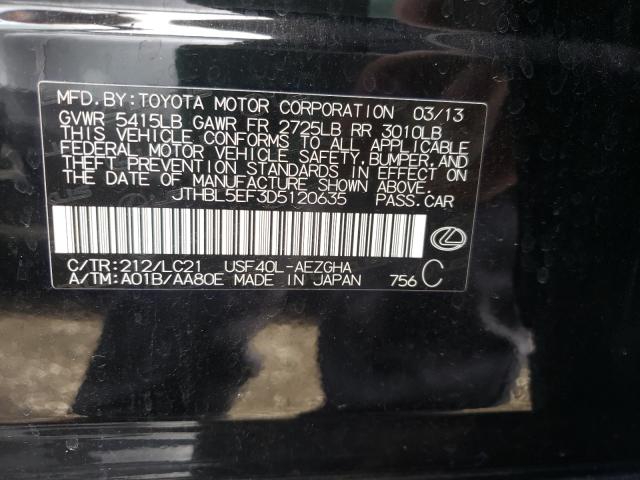 MFD. BY: TOYOTA MOTOR CORPORATION 03/13
GVWR 5415LB GAWR FR 2725LB RR 3010LB
THIS VEHICLE CONFORMS TO ALL APPLICABLE
FEDERAL MOTOR VEHICLE SAFETY, BUMPER, AND
THEFT PREVENTION STANDARDS IN EFFECT ON
THE DATE OF MANUFACTURE SHOWN ABOVE.
JTHBL5EF3D5120635 PASS.CAR
C/TR:212/LC21 USF40L-AEZGHA
A/TM:A01B/AA80E MADE IN JAPAN 756 C